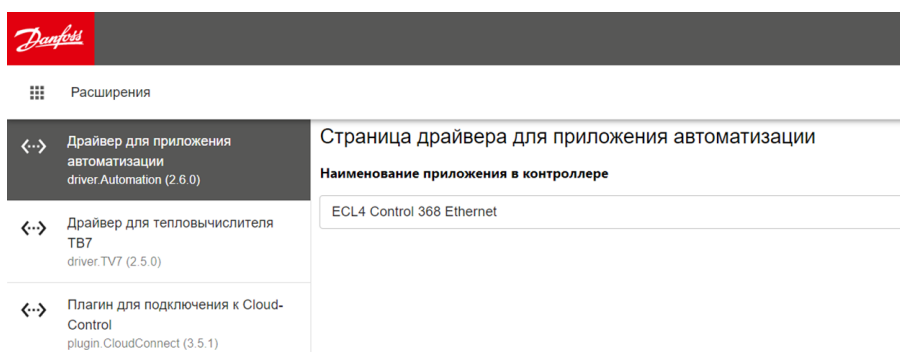 Danfoss
Расширения
Драйвер для приложения
автоматизации
driver.Automation (2.6.0)
Драйвер для тепловычислителя
ТВ7
driver.TV7 (2.5.0)
Плагин для подключения к Cloud-
Control
plugin.CloudConnect (3.5.1)
Страница драйвера для приложения автоматизации
Наименование приложения в контроллере
ECL4 Control 368 Ethernet